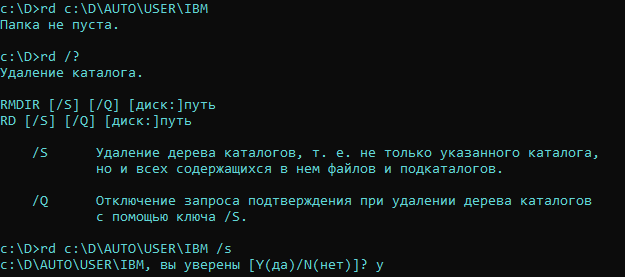 c:\D>rd c:\D\AUTO\USER\IBM
Папка не пуста.
c:\D>rd /?
Удаление каталога.
RMDIR [/S] [/Q] [диск:]путь
RD [/S] [/Q] [диск:]путь
/S Удаление дерева каталогов, т. е. не только указанного каталога,
но и всех содержащихся в нем файлов и подкаталогов.
/Q Отключение запроса подтверждения при удалении дерева каталогов
с помощью ключа /S.
c:\D>rd c:\D\AUTO\USER\IBM /s
c:\D\AUTO\USER\IBM, вы уверены [Y(да)/N(нет)]? y